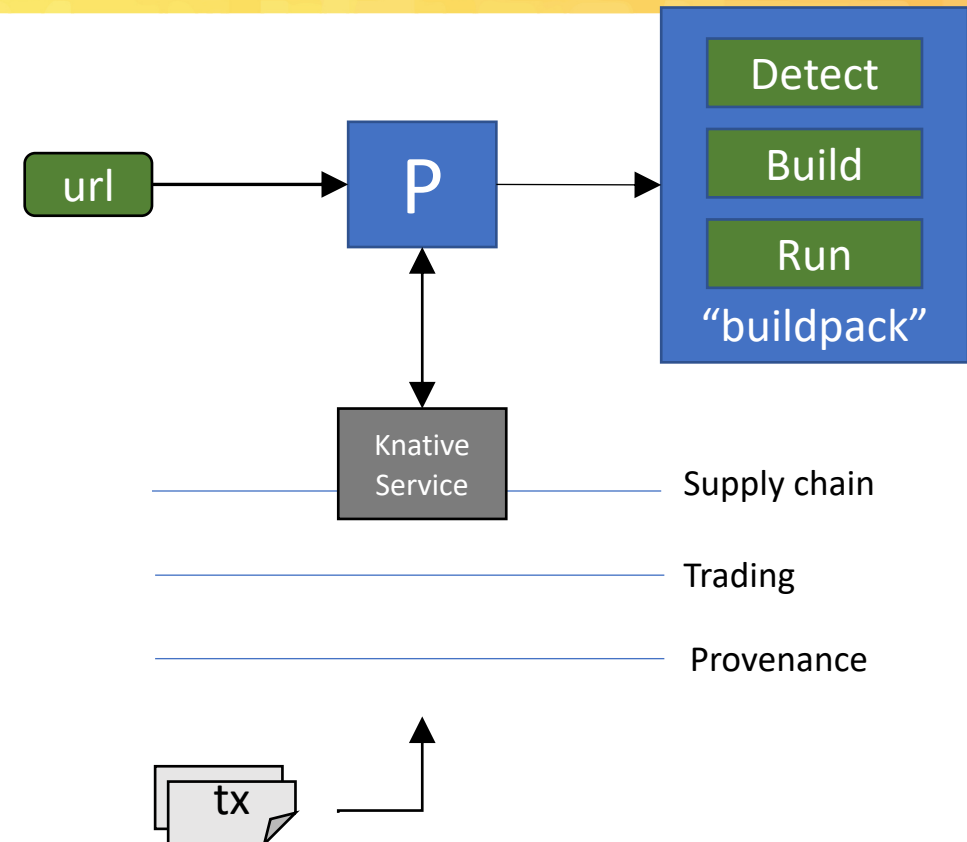 Detect
url
P
Build
Run
“buildpack”
Knative
Service
Supply chain
Trading
Provenance
tx